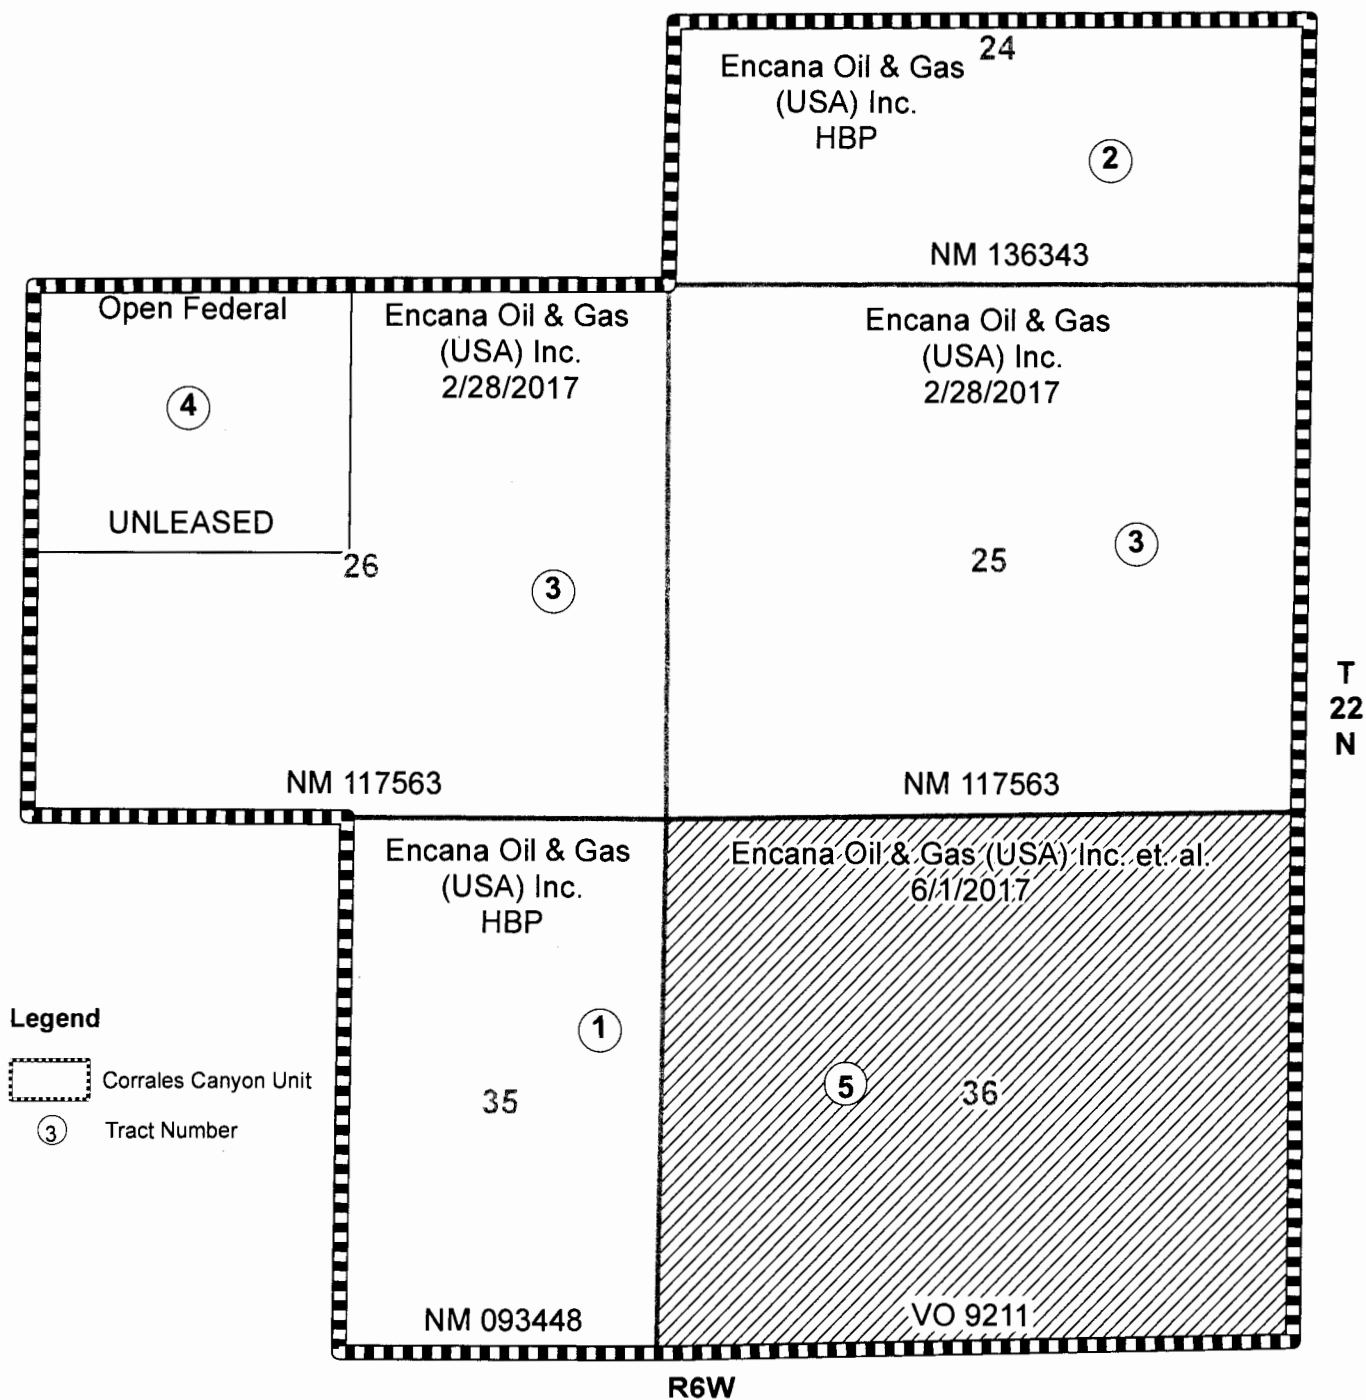 24
Encana Oil & Gas
(USA) Inc.
HBP
2
NM 136343
Open Federal
4
UNLEASED
26
Encana Oil & Gas
(USA) Inc.
2/28/2017
3
NM 117563
Encana Oil & Gas
(USA) Inc.
2/28/2017
25
3
NM 117563
T
22
N
Encana Oil & Gas
(USA) Inc.
HBP
1
35
NM 093448
Encana Oil & Gas (USA) Inc. et. al.
6/1/2017
5
36
VO 9211
Legend
Corrales Canyon Unit
3
Tract Number
R6W